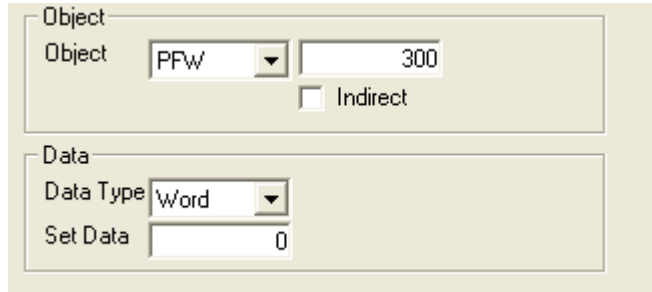 Object
Object PFW 300
Indirect
Data
Data Type Word
Set Data 0